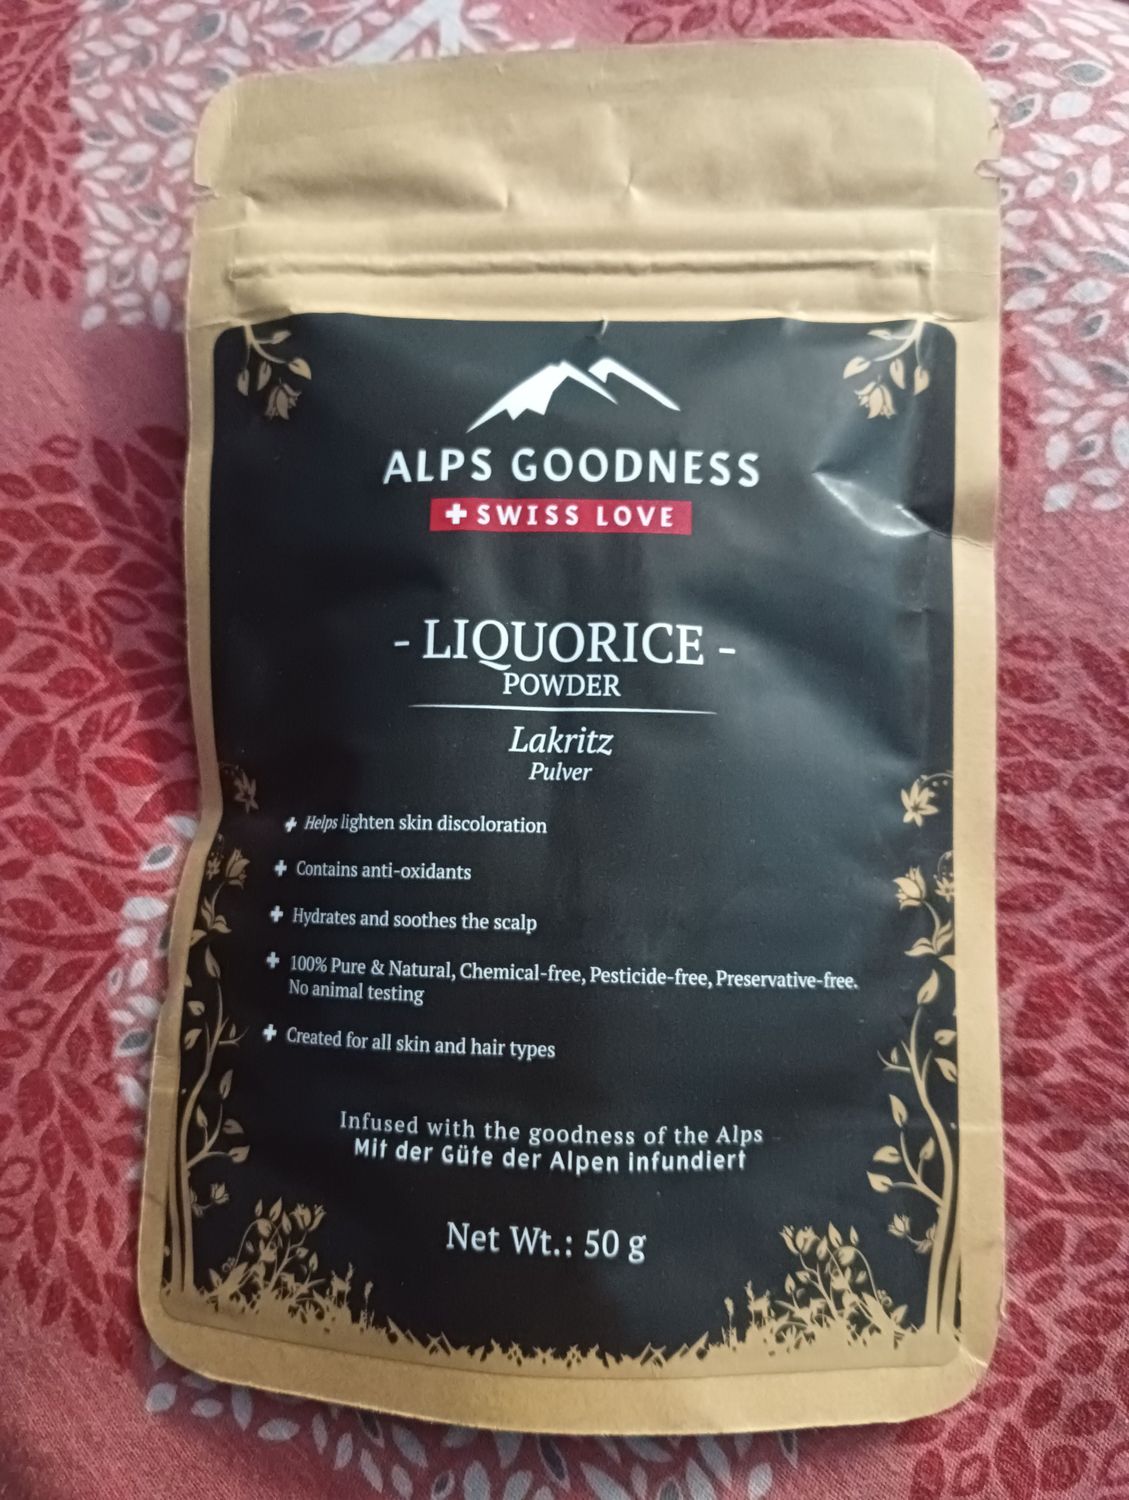 ALPS GOODNESS
SWISS LOVE
- LIQUORICE -
POWDER
Lakritz
Pulver
Helps lighten skin discoloration
Contains anti-oxidants
Hydrates and soothes the scalp
100% Pure & Natural, Chemical-free, Pesticide-free, Preservative-free.
No animal testing
Created for all skin and hair types
Infused with the goodness of the Alps
Mit der Güte der Alpen infundiert
Net Wt.: 50 g